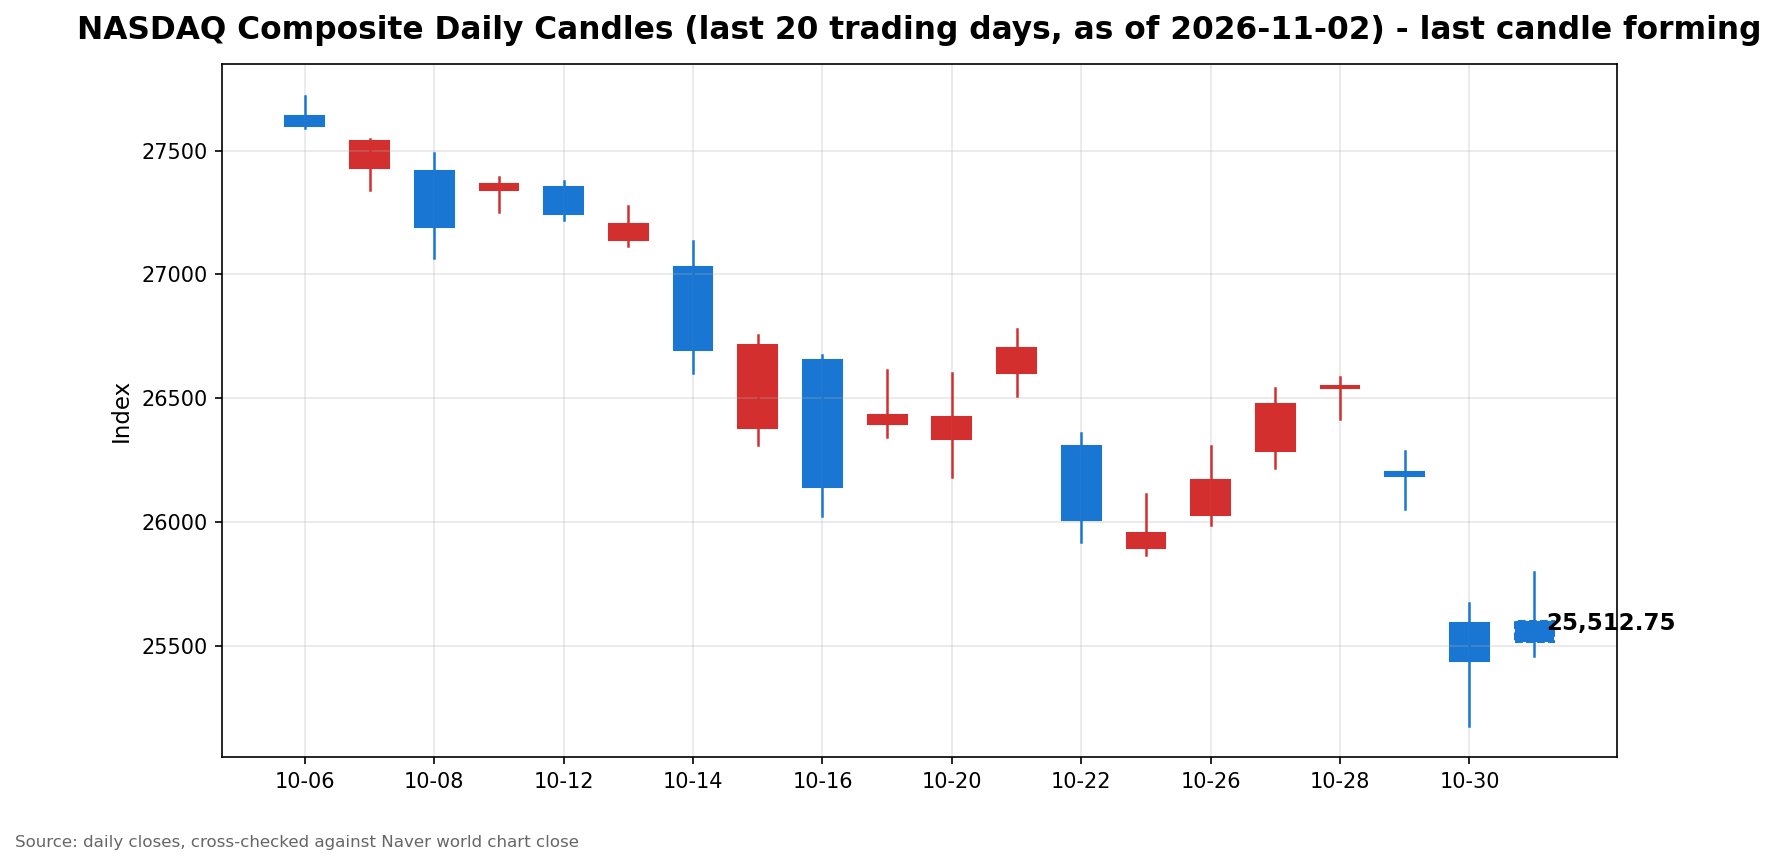 NASDAQ Composite Daily Candles (last 20 trading days, as of 2026-11-02) - last candle forming
Index
27500
27000
26500
26000
25500
25,512.75
10-06 10-08 10-12 10-14 10-16 10-20 10-22 10-26 10-28 10-30
Source: daily closes, cross-checked against Naver world chart close